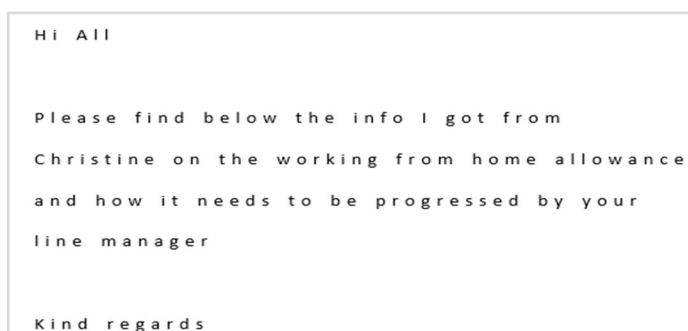 Hi All
Please find below the info I got from
Christine on the working from home allowance
and how it needs to be progressed by your
line manager
Kind regards